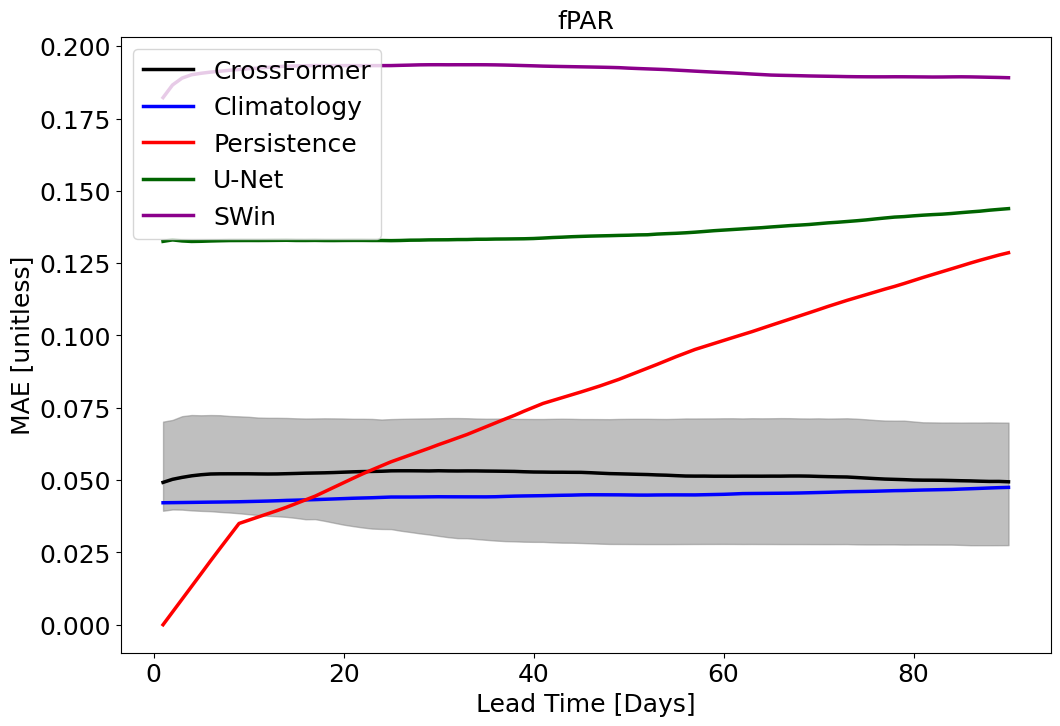 fPAR
0.200
0.175
0.150
0.125
0.100
0.075
0.050
0.025
0.000
MAE [unitless]
CrossFormer
Climatology
Persistence
U-Net
SWin
0
20
40
60
80
Lead Time [Days]